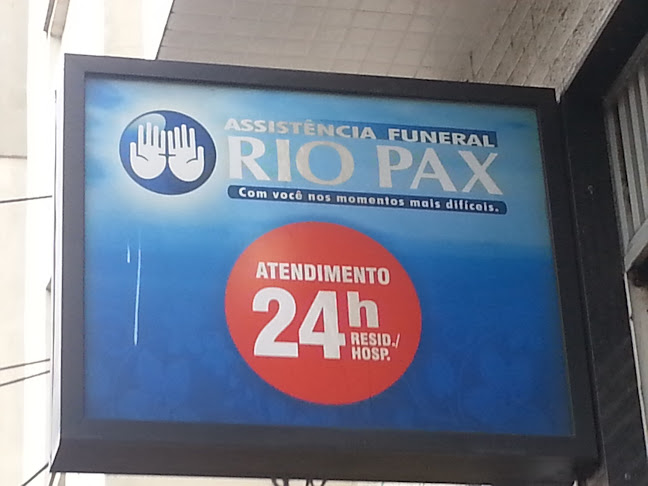 ASSISTÊNCIA FUNERAL
RIO PAX
Com você nos momentos mais difíceis.
ATENDIMENTO
24h
RESID./
HOSP.